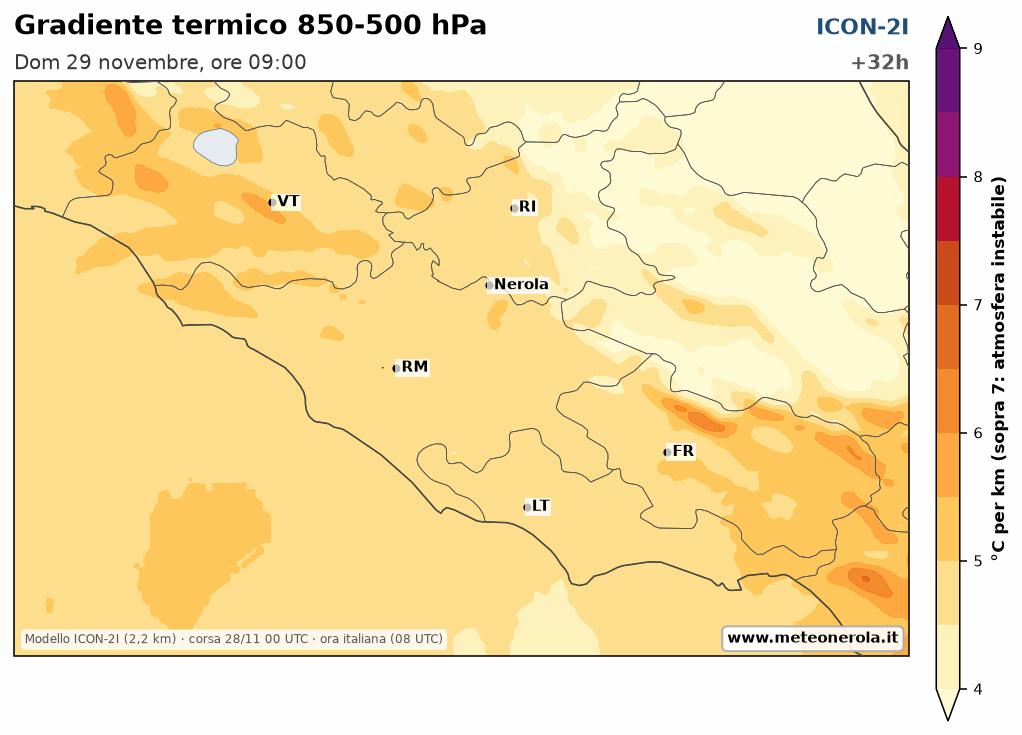 Gradiente termico 850-500 hPa
ICON-2I
Dom 29 novembre, ore 09:00
+32h
9
8
7
6
5
4
°C per km (sopra 7: atmosfera instabile)
VT
RI
Nerola
RM
FR
LT
Modello ICON-2I (2,2 km) · corsa 28/11 00 UTC · ora italiana (08 UTC)
www.meteonerola.it